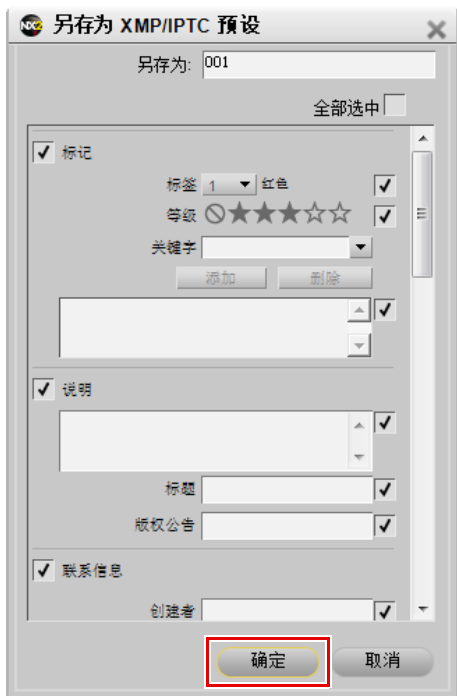 NX2 另存为 XMP/IPTC 预设
另存为: 001
全部选中
标记
标签 1 红色
等级
关键字
添加 删除
说明
标题
版权公告
联系信息
创建者
确定 取消